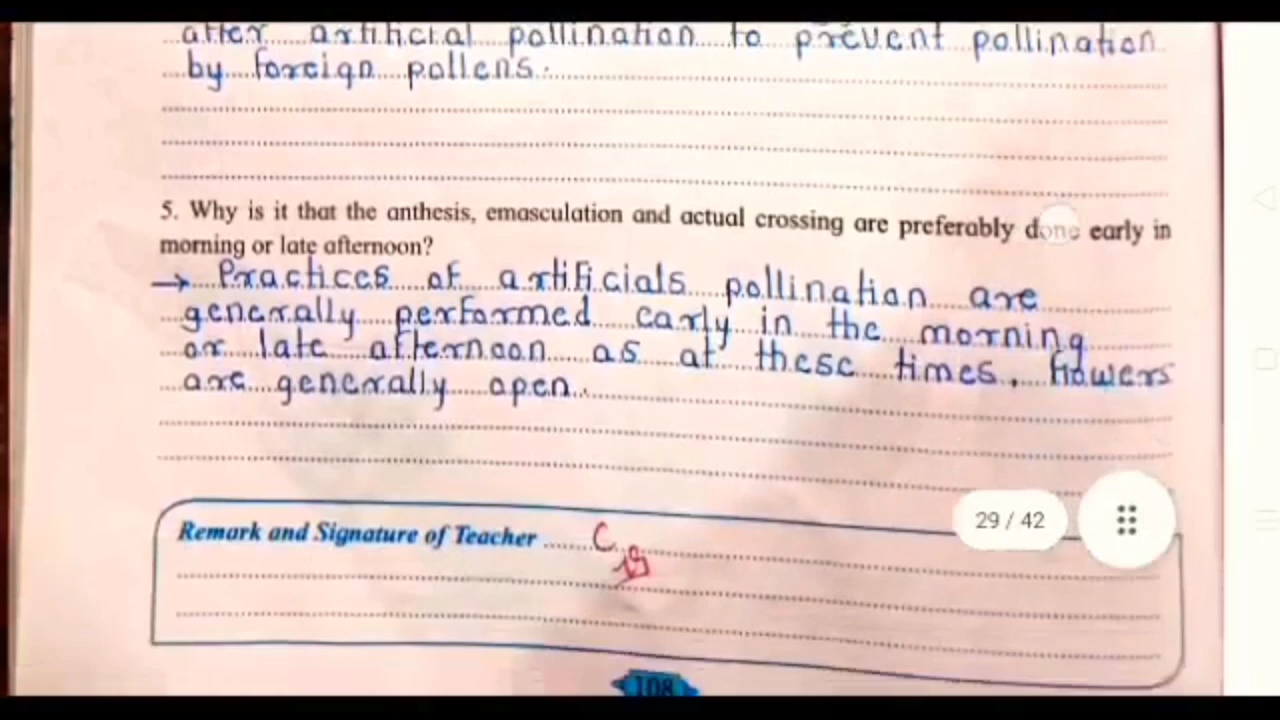 after artificial pollination to prevent pollination
by foreign pollens.
5. Why is it that the anthesis, emasculation and actual crossing are preferably done early in
morning or late afternoon?
→ Practices of artificials pollination are
generally performed early in the morning
or late afternoon as at these times, flowers
are generally open.
29 / 42
Remark and Signature of Teacher C
108